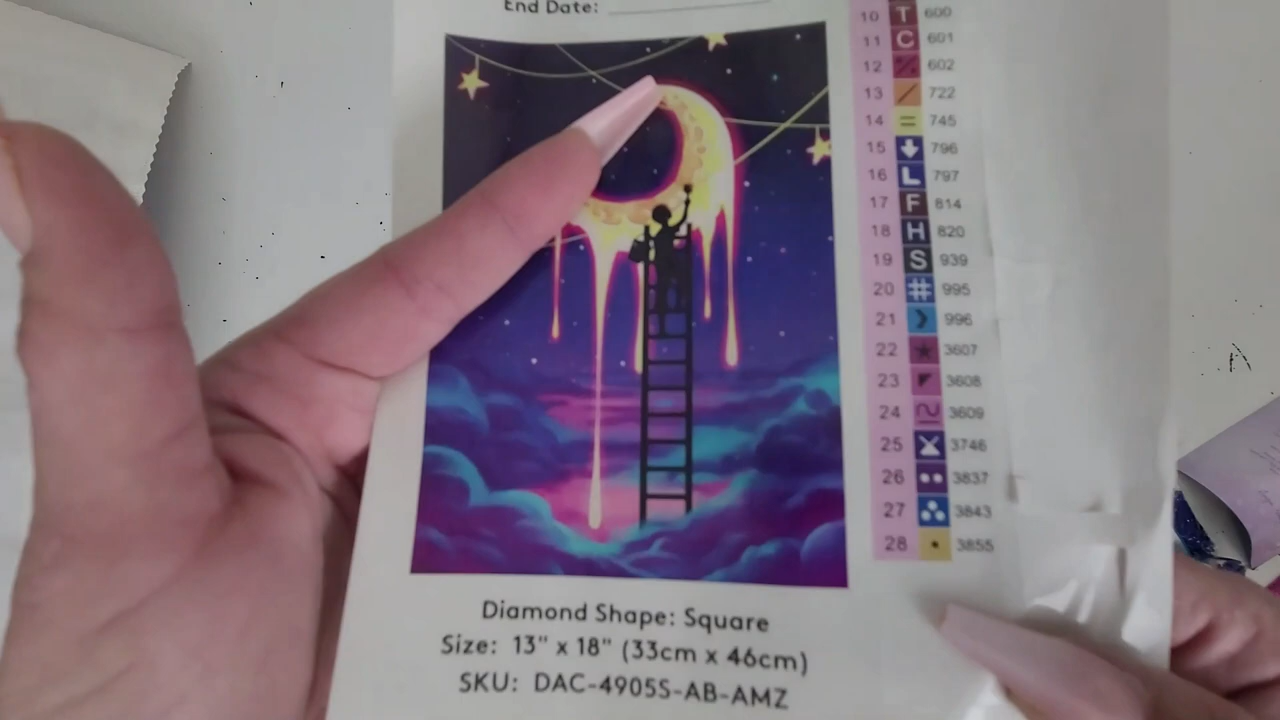 End Date:
10 T 600
11 C 601
12 % 602
13 / 722
14 = 745
15 796
16 L 797
17 F 814
18 H 820
19 S 939
20 # 995
21 996
22 ★ 3607
23 3608
24 3609
25 3746
26 3837
27 3843
28 3855
Diamond Shape: Square
Size: 13" x 18" (33cm x 46cm)
SKU: DAC-4905S-AB-AMZ